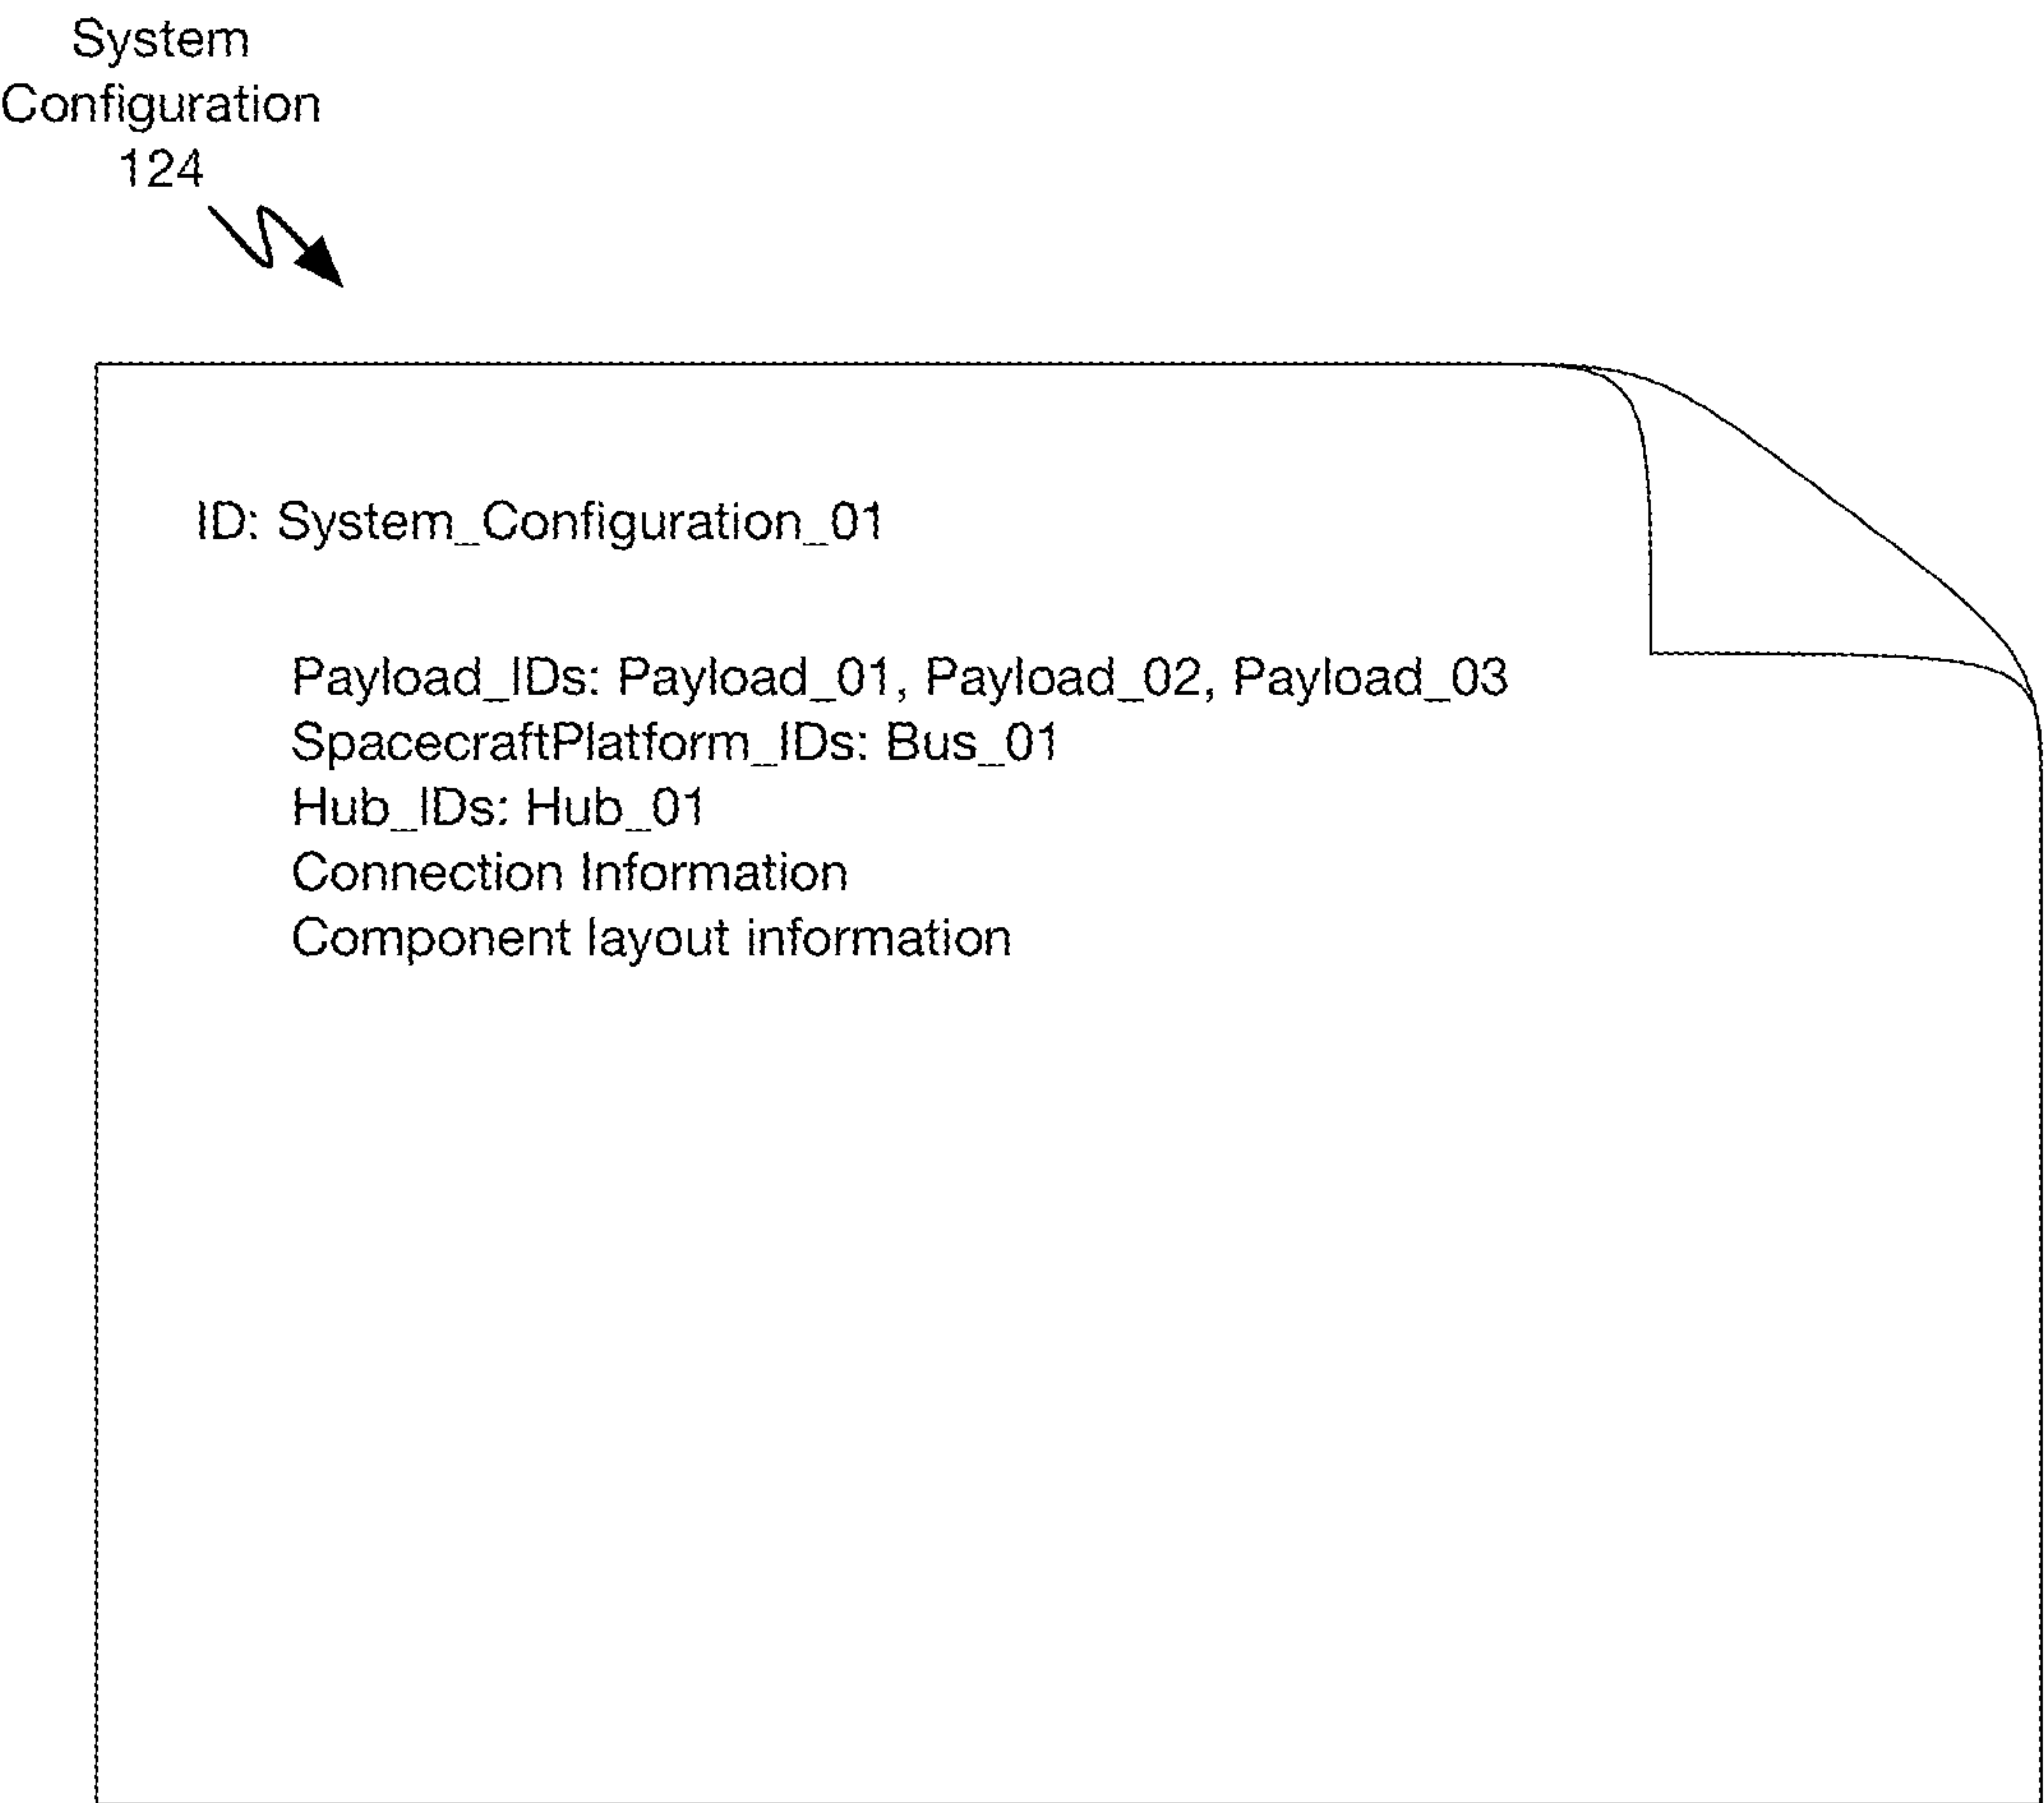 System
Configuration
124
ID: System_Configuration_01
Payload_IDs: Payload_01, Payload_02, Payload_03
SpacecraftPlatform_IDs: Bus_01
Hub_IDs: Hub_01
Connection Information
Component layout information